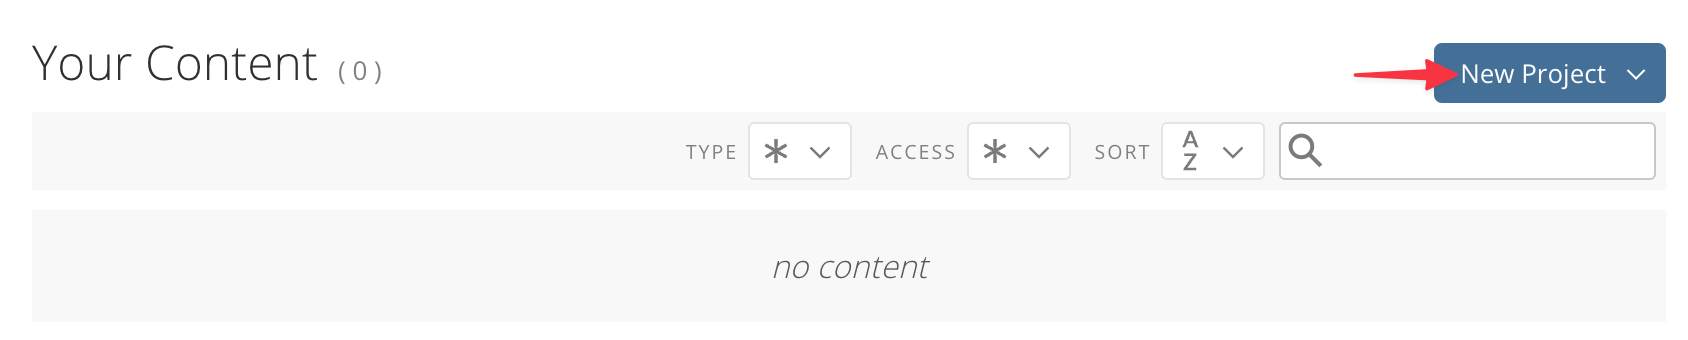 Your Content (0)
New Project
TYPE * ACCESS * SORT A Z
no content